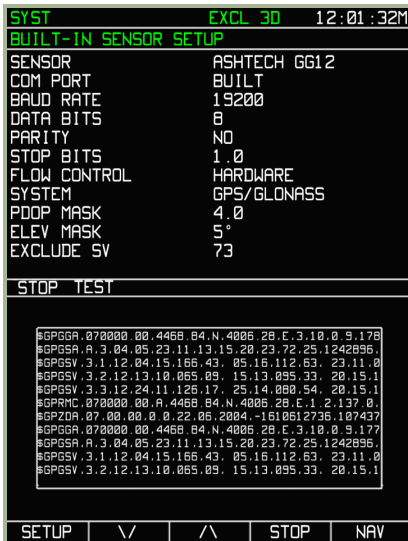 SYST EXCL 3D 12:01:32M
BUILT-IN SENSOR SETUP
SENSOR ASHTECH GG12
COM PORT BUILT
BAUD RATE 19200
DATA BITS 8
PARITY NO
STOP BITS 1.0
FLOW CONTROL HARDWARE
SYSTEM GPS/GLONASS
PDOP MASK 4.0
ELEV MASK 5°
EXCLUDE SV 73
STOP TEST
$GPGGA.070000.00.4468.84.N.4006.28.E.3.10.0.9.178
$GPGSA.A.3.04.05.23.11.13.15.20.23.72.25.1242896.
$GPGSV.3.1.12.04.15.166.43. 05.16.112.63. 23.11.0
$GPGSV.3.2.12.13.10.065.09. 15.13.095.33. 20.15.1
$GPGSV.3.3.12.24.11.126.17. 25.14.080.54. 20.15.1
$GPRMC.070000.00.A.4468.84.N.4006.28.E.1.2.137.0.
$GPZDA.07.00.00.0.0.22.06.2004.-1610612736.107437
$GPGGA.070000.00.4468.84.N.4006.28.E.3.10.0.9.177
$GPGSA.A.3.04.05.23.11.13.15.20.23.72.25.1242896.
$GPGSV.3.1.12.04.15.166.43. 05.16.112.63. 23.11.0
$GPGSV.3.2.12.13.10.065.09. 15.13.095.33. 20.15.1
SETUP \/ /\ STOP NAV